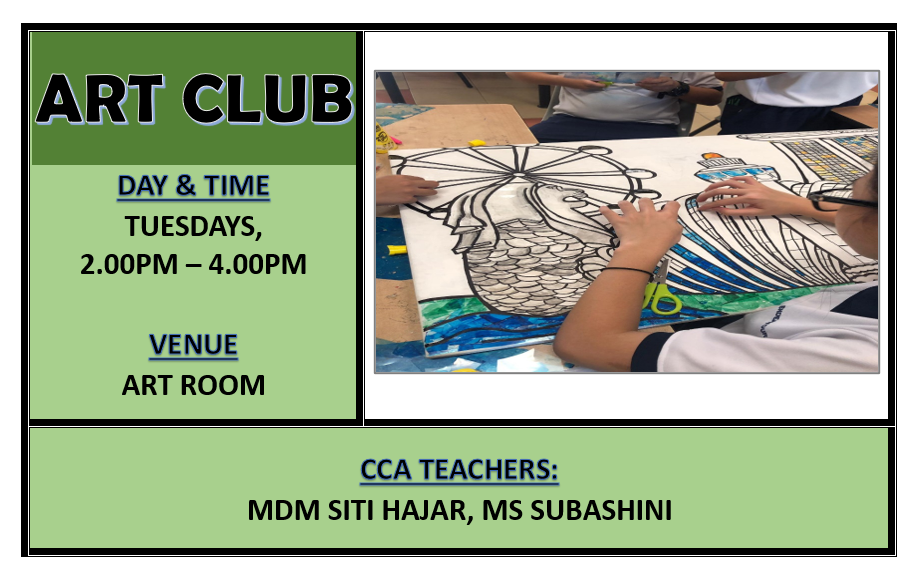 ART CLUB
DAY & TIME
TUESDAYS,
2.00PM – 4.00PM
VENUE
ART ROOM
CCA TEACHERS:
MDM SITI HAJAR, MS SUBASHINI